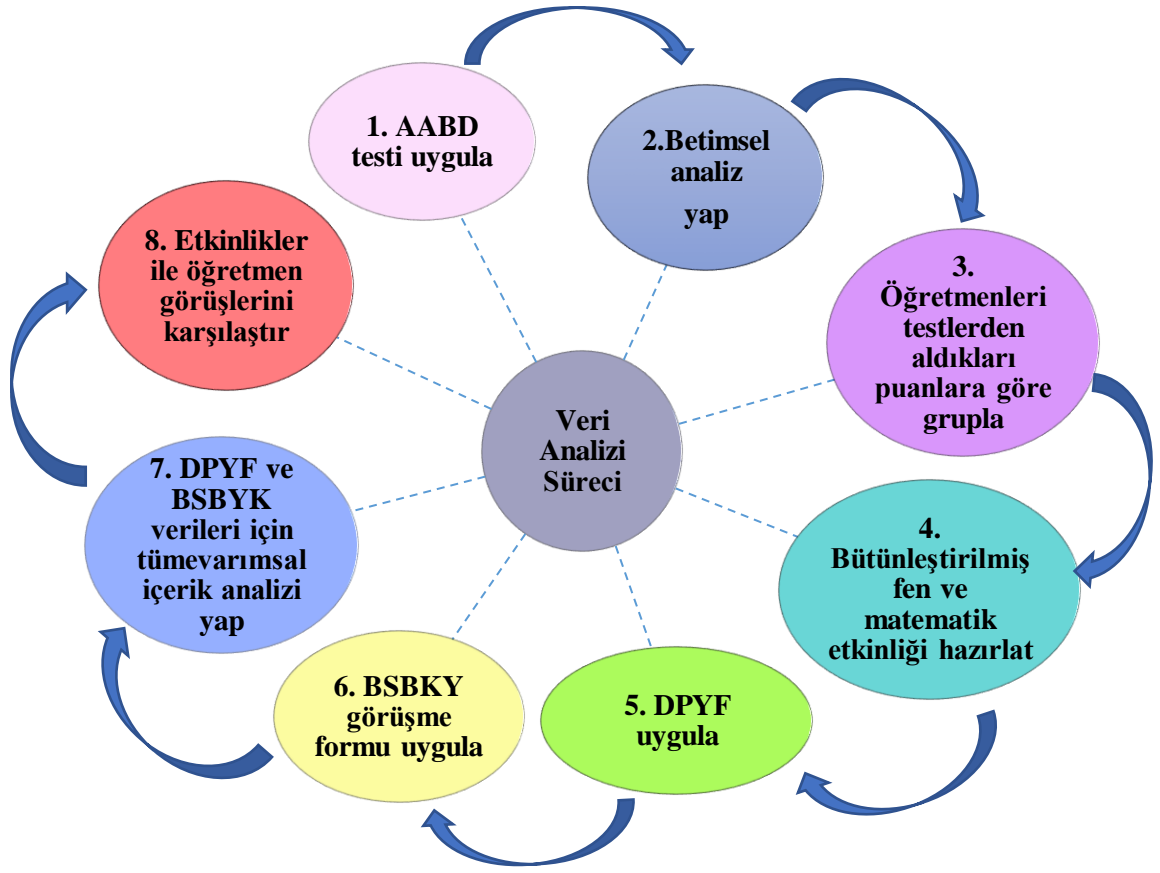 1. AABD
testi uygula
2.Betimsel
analiz
yap
3.
Öğretmenleri
testlerden
aldıkları
puanlara göre
grupla
4.
Bütünleştirilmiş
fen ve
matematik
etkinliği hazırlat
5. DPYF
uygula
6. BSBKY
görüşme
formu uygula
7. DPYF ve
BSBYK
verileri için
tümevarımsal
içerik analizi
yap
8. Etkinlikler
ile öğretmen
görüşlerini
karşılaştır
Veri
Analizi
Süreci